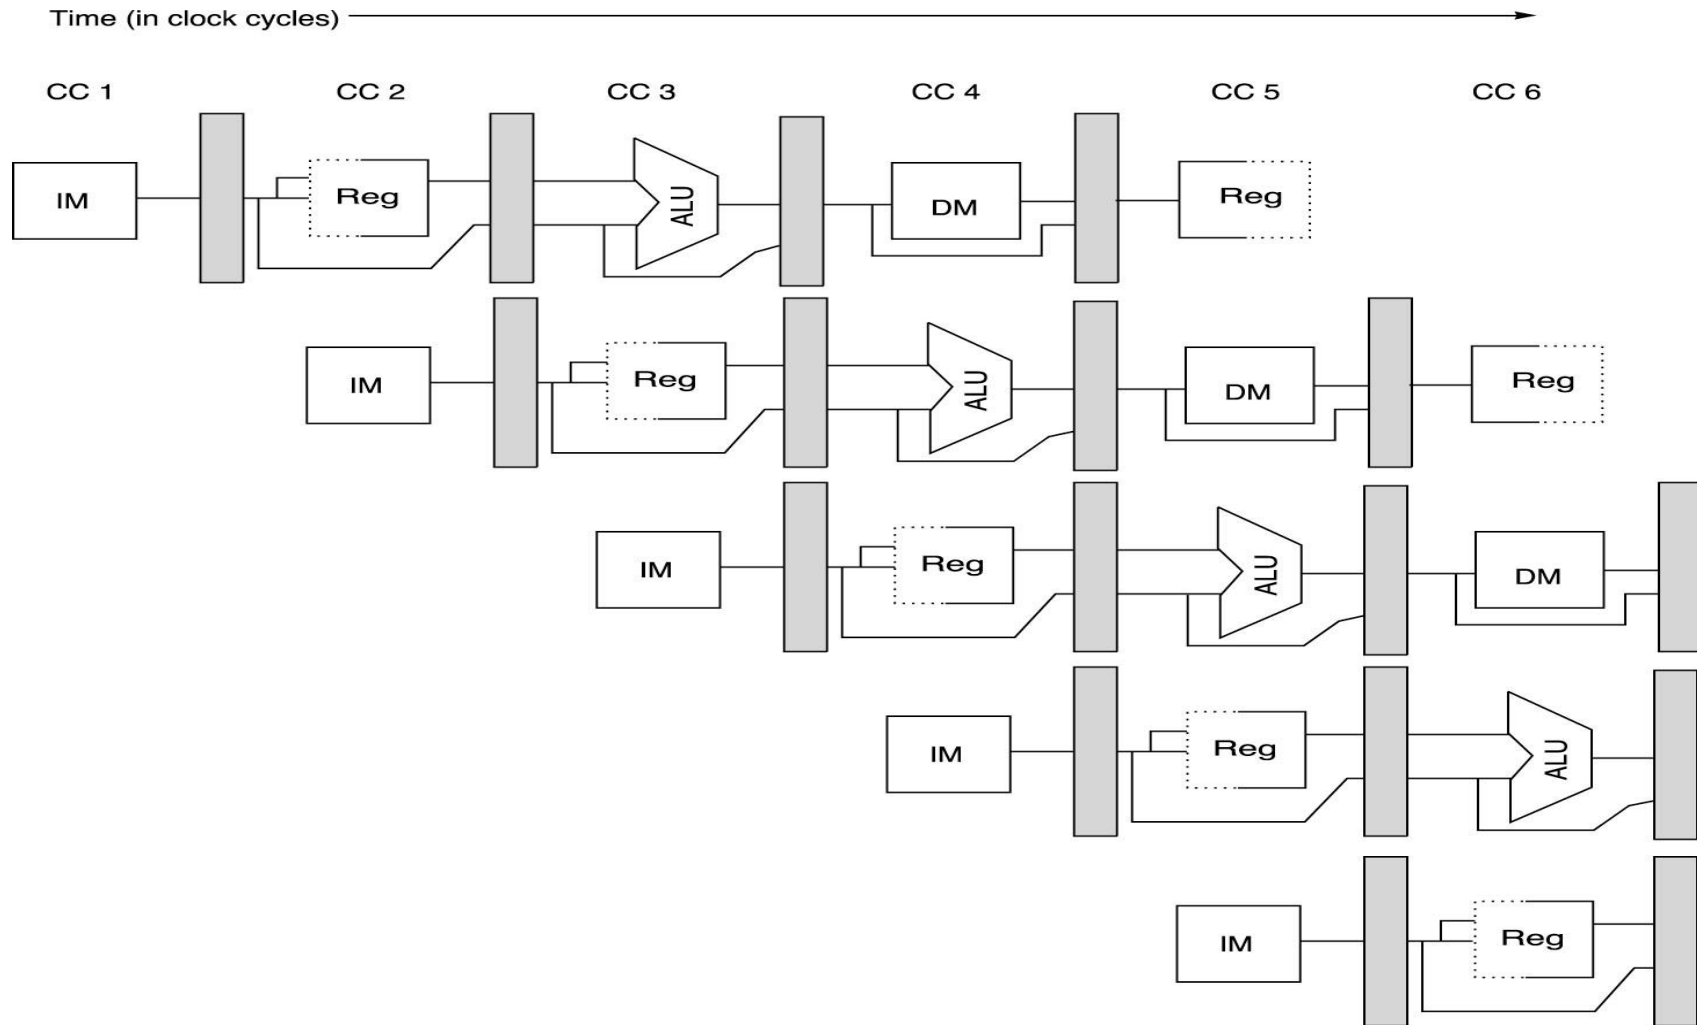 Time (in clock cycles)
CC 1 CC 2 CC 3 CC 4 CC 5 CC 6
IM Reg ALU DM Reg
IM Reg ALU DM Reg
IM Reg ALU DM
IM Reg ALU
IM Reg